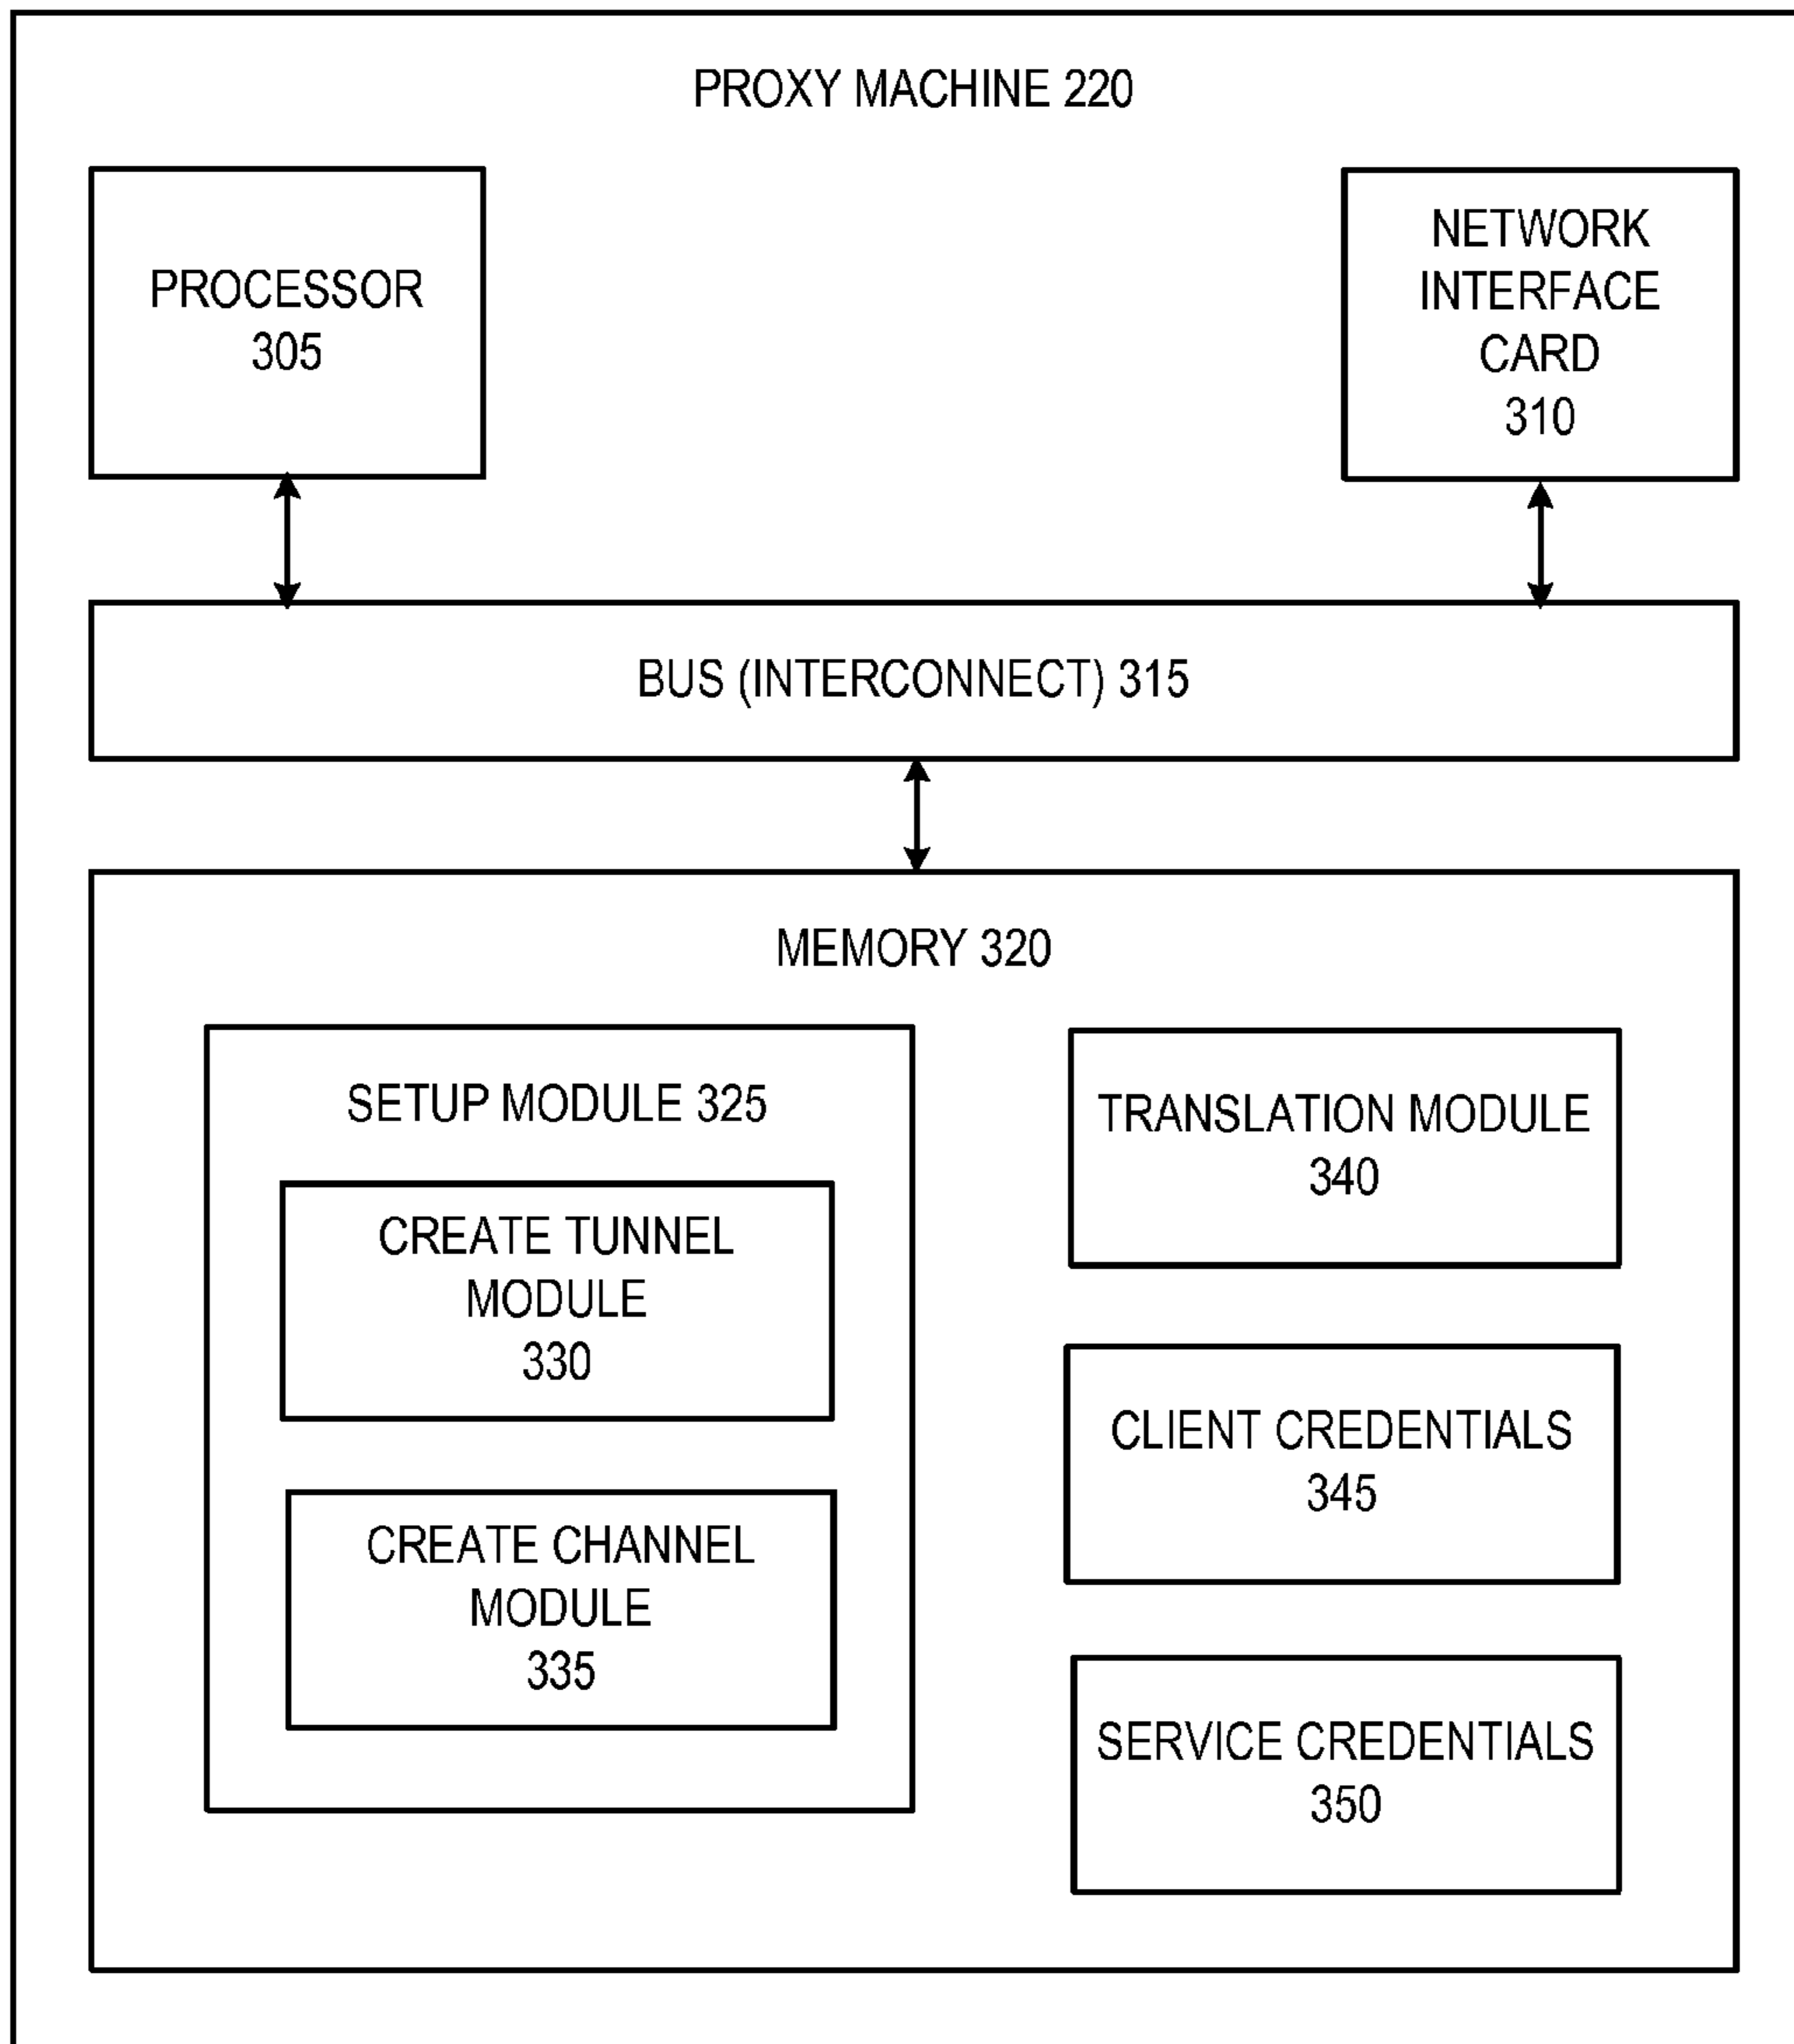 PROXY MACHINE 220
PROCESSOR
305
NETWORK
INTERFACE
CARD
310
BUS (INTERCONNECT) 315
MEMORY 320
SETUP MODULE 325
CREATE TUNNEL
MODULE
330
CREATE CHANNEL
MODULE
335
TRANSLATION MODULE
340
CLIENT CREDENTIALS
345
SERVICE CREDENTIALS
350